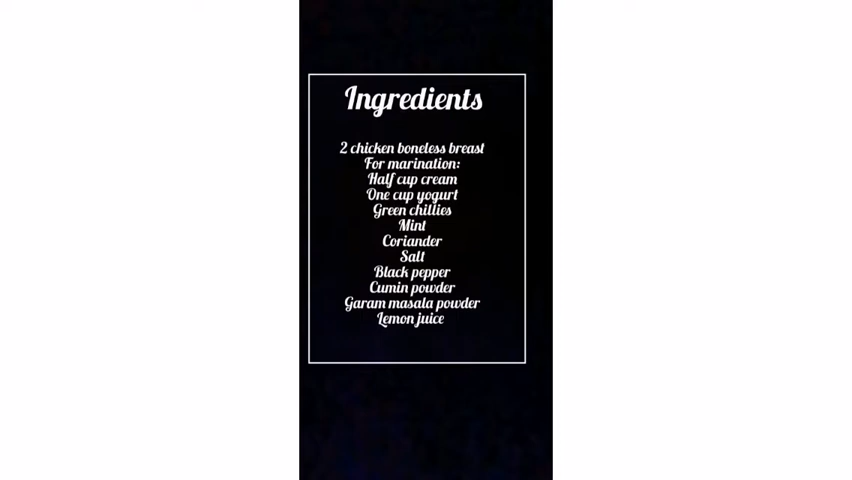 Ingredients
2 chicken boneless breast
For marination:
Half cup cream
One cup yogurt
Green chillies
Mint
Coriander
Salt
Black pepper
Cumin powder
Garam masala powder
Lemon juice